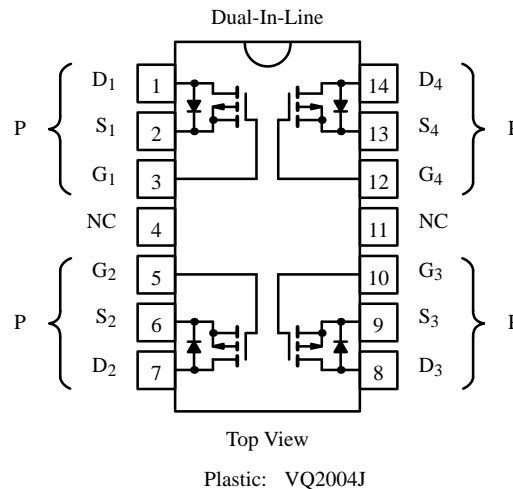 Dual-In-Line
D1 1 14 D4
P S1 2 13 S4
G1 3 12 G4
NC 4 11 NC
G2 5 10 G3
P S2 6 9 S3
D2 7 8 D3
Top View
Plastic: VQ2004J